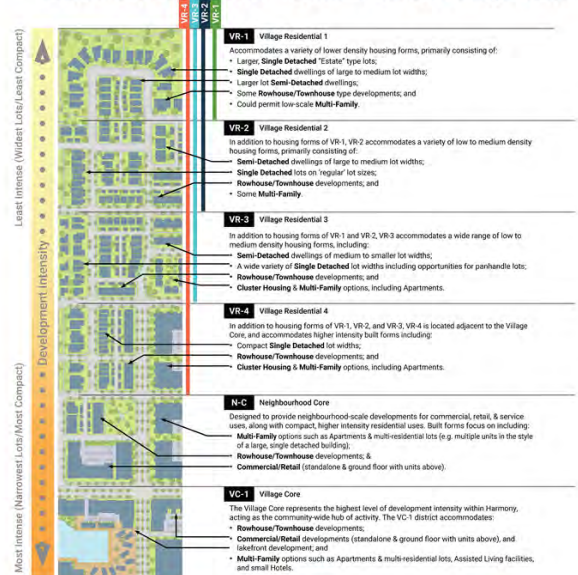 VR-4
VR-3
VR-2
VR-1
Least Intense (Widest Lots/Least Compact)
Development Intensity
Most Intense (Narrowest Lots/Most Compact)
VR-1 Village Residential 1
Accommodates a variety of lower density housing forms, primarily consisting of:
• Larger, Single Detached "Estate" type lots;
• Single Detached dwellings of large to medium lot widths;
• Larger lot Semi-Detached dwellings;
• Some Rowhouse/Townhouse type developments; and
• Could permit low-scale Multi-Family.
VR-2 Village Residential 2
In addition to housing forms of VR-1, VR-2 accommodates a variety of low to medium density
housing forms, primarily consisting of:
Semi-Detached dwellings of large to medium lot widths;
Single Detached lots on 'regular' lot sizes;
Rowhouse/Townhouse developments; and
• Some Multi-Family.
VR-3 Village Residential 3
In addition to housing forms of VR-1 and VR-2, VR-3 accommodates a wide range of low to
medium density housing forms, including:
Semi-Detached dwellings of medium to smaller lot widths;
• A wide variety of Single Detached lot widths including opportunities for panhandle lots;
• Rowhouse/Townhouse developments; and
• Cluster Housing & Multi-Family options, including Apartments.
VR-4 Village Residential 4
In addition to housing forms of VR-1, VR-2, and VR-3, VR-4 is located adjacent to the Village
Core, and accommodates higher intensity built forms including:
• Compact Single Detached lot widths;
• Rowhouse/Townhouse developments; and
• Cluster Housing & Multi-Family options, including Apartments.
N-C Neighbourhood Core
Designed to provide neighbourhood-scale developments for commercial, retail, & service
uses, along with compact, higher intensity residential uses. Built forms focus on including:
Multi-Family options such as Apartments & multi-residential lots (e.g. multiple units in the style
of a large, single detached building);
• Rowhouse/Townhouse developments; &
• Commercial/Retail (standalone & ground floor with units above).
VC-1 Village Core
The Village Core represents the highest level of development intensity within Harmony,
acting as the community-wide hub of activity. The VC-1 district accommodates:
• Rowhouse/Townhouse developments;
• Commercial/Retail developments (standalone & ground floor with units above), and
lakefront development; and
• Multi-Family options such as Apartments & multi-residential lots, Assisted Living facilities,
and small Hotels.